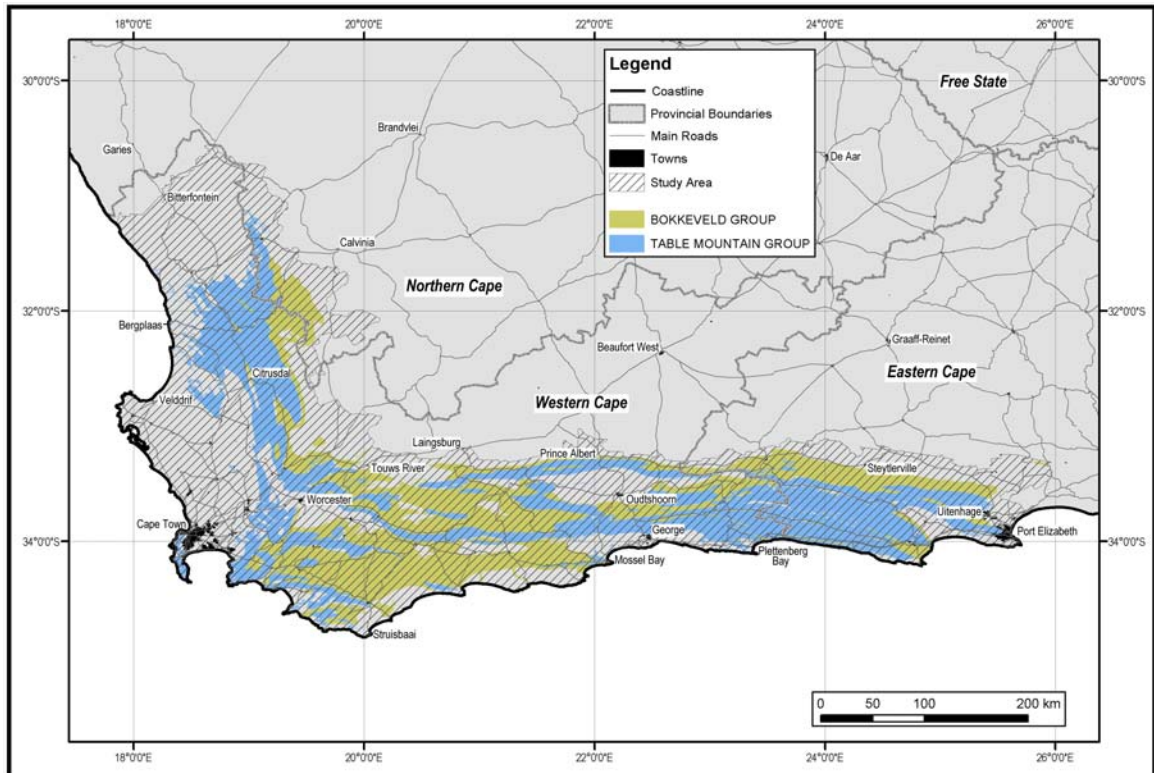 18°0'0"E 20°0'0"E 22°0'0"E 24°0'0"E 26°0'0"E
30°0'0"S
30°0'0"S
Legend
Coastline
Provincial Boundaries
Main Roads
Towns
Study Area
BOKKEVELD GROUP
TABLE MOUNTAIN GROUP
Free State
Brandvlei
Garies
De Aar
Bitterfontein
Calvinia
Northern Cape
32°0'0"S
32°0'0"S
Bergplaas
Beaufort West
Graaff-Reinet
Citrusdal
Eastern Cape
Velddrif
Western Cape
Laingsburg
Prince Albert
Touws River
Steytlerville
Worcester
Oudtshoorn
Uitenhage
Cape Town
George
Port Elizabeth
34°0'0"S
34°0'0"S
Mossel Bay
Plettenberg
Bay
Struisbaai
0 50 100 200 km
18°0'0"E 20°0'0"E 22°0'0"E 24°0'0"E 26°0'0"E